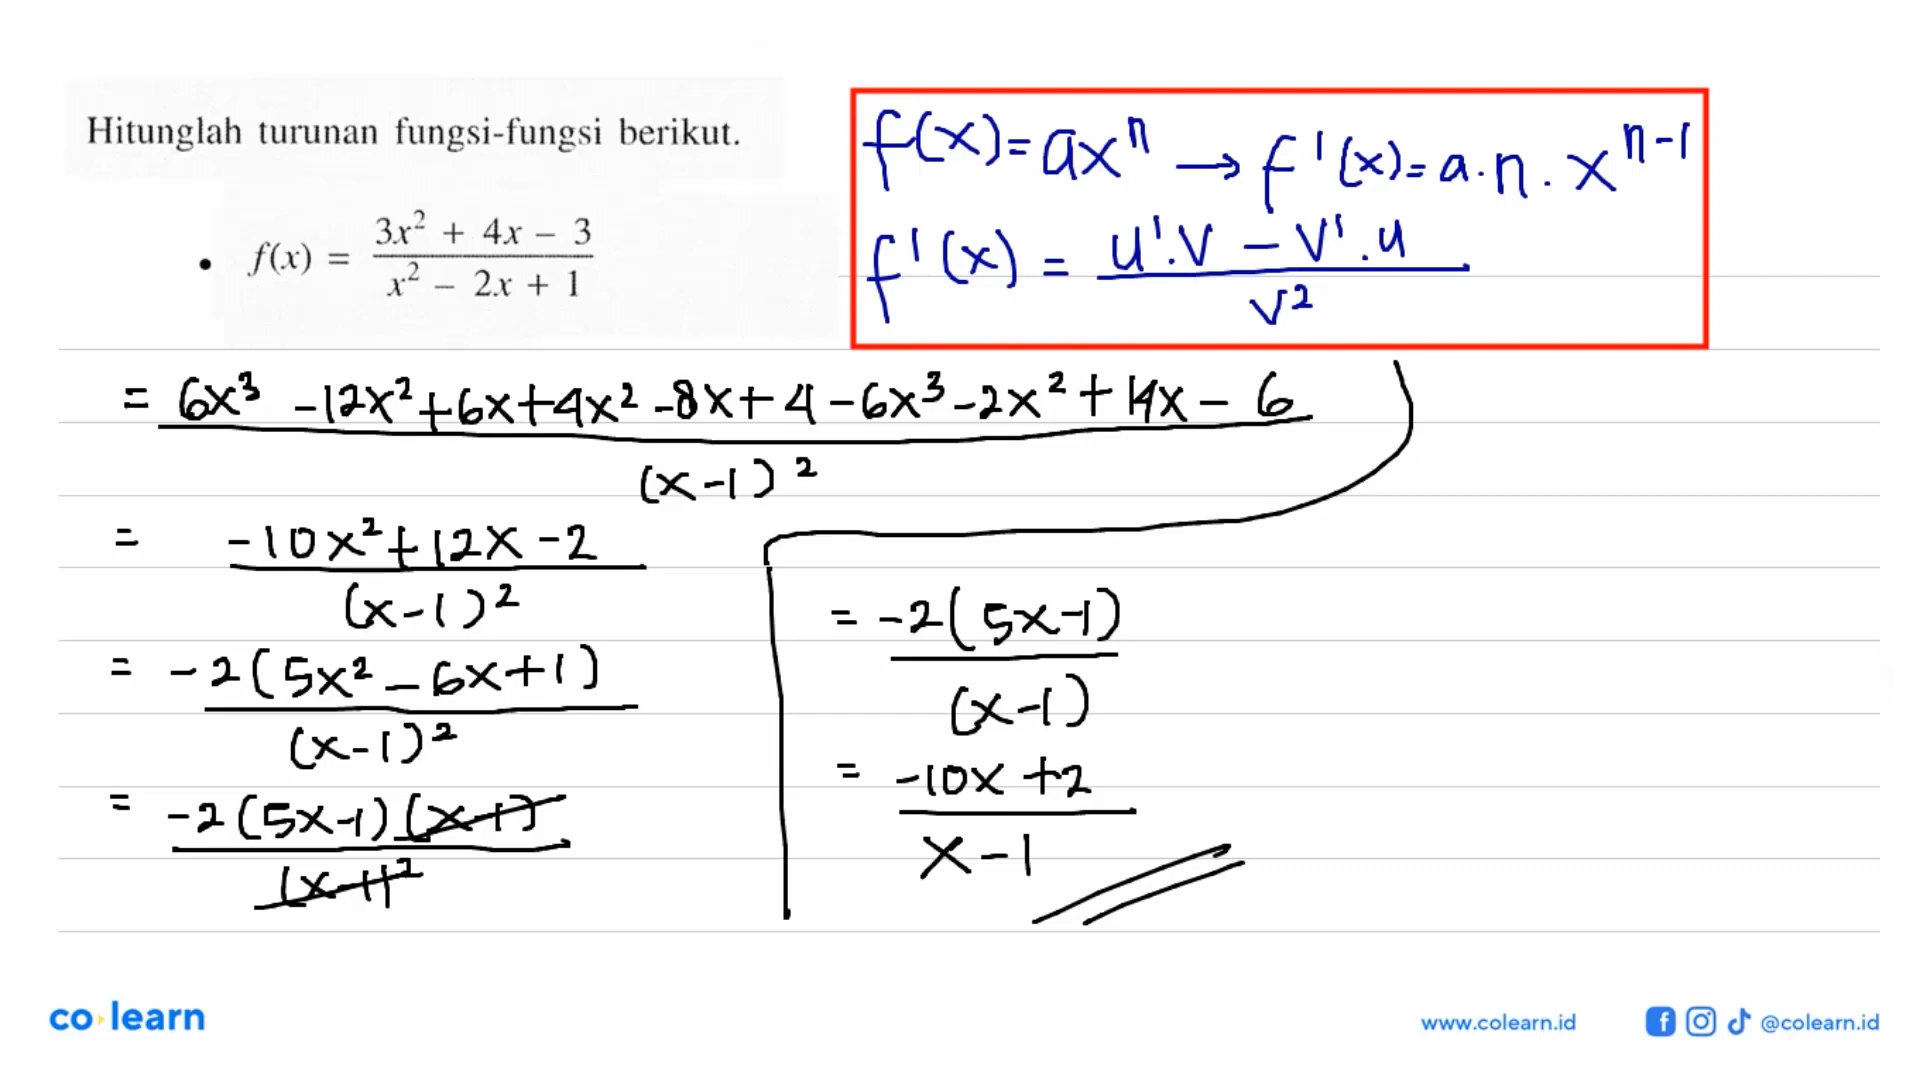 Hitunglah turunan fungsi-fungsi berikut.
• f(x) = (3x² + 4x − 3)/(x² − 2x + 1)
f(x) = ax^n → f'(x) = a·n·x^(n-1)
f'(x) = (u'·v − v'·u)/v²
= (6x³ −12x² + 6x + 4x² − 8x + 4 − 6x³ − 2x² + 14x − 6)/(x−1)²
= (−10x² + 12x − 2)/(x−1)²
= −2(5x² − 6x + 1)/(x−1)²
= −2(5x−1)(x−1)/(x−1)²
= −2(5x−1)/(x−1)
= (−10x + 2)/(x−1)
co learn
www.colearn.id
@colearn.id